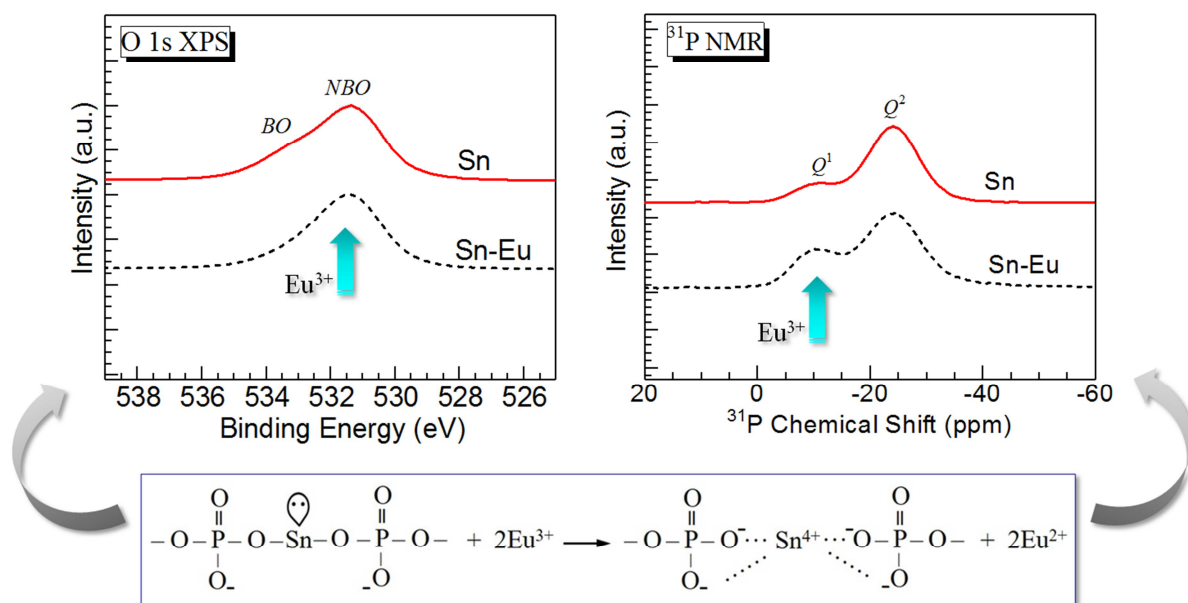 O 1s XPS
NBO
BO
Sn
Sn-Eu
Eu³⁺
Intensity (a.u.)
538 536 534 532 530 528 526
Binding Energy (eV)
³¹P NMR
Q²
Q¹
Sn
Sn-Eu
Eu³⁺
Intensity (a.u.)
20 0 -20 -40 -60
³¹P Chemical Shift (ppm)
O O O O
– O – P – O – Sn – O – P – O – + 2Eu³⁺ → – O – P – O⁻ Sn⁴⁺ ⁻O – P – O – + 2Eu²⁺
O- -O O- -O